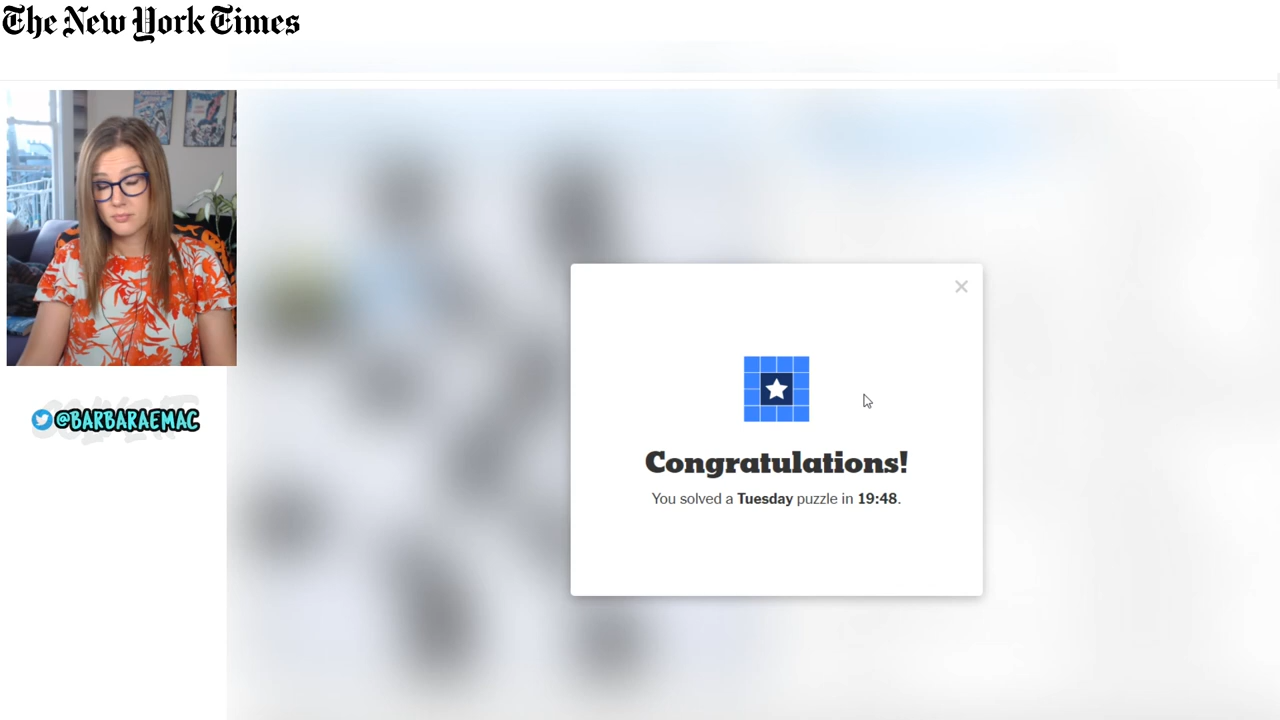 The New York Times
@BARBARAEMAC
Congratulations!
You solved a Tuesday puzzle in 19:48.